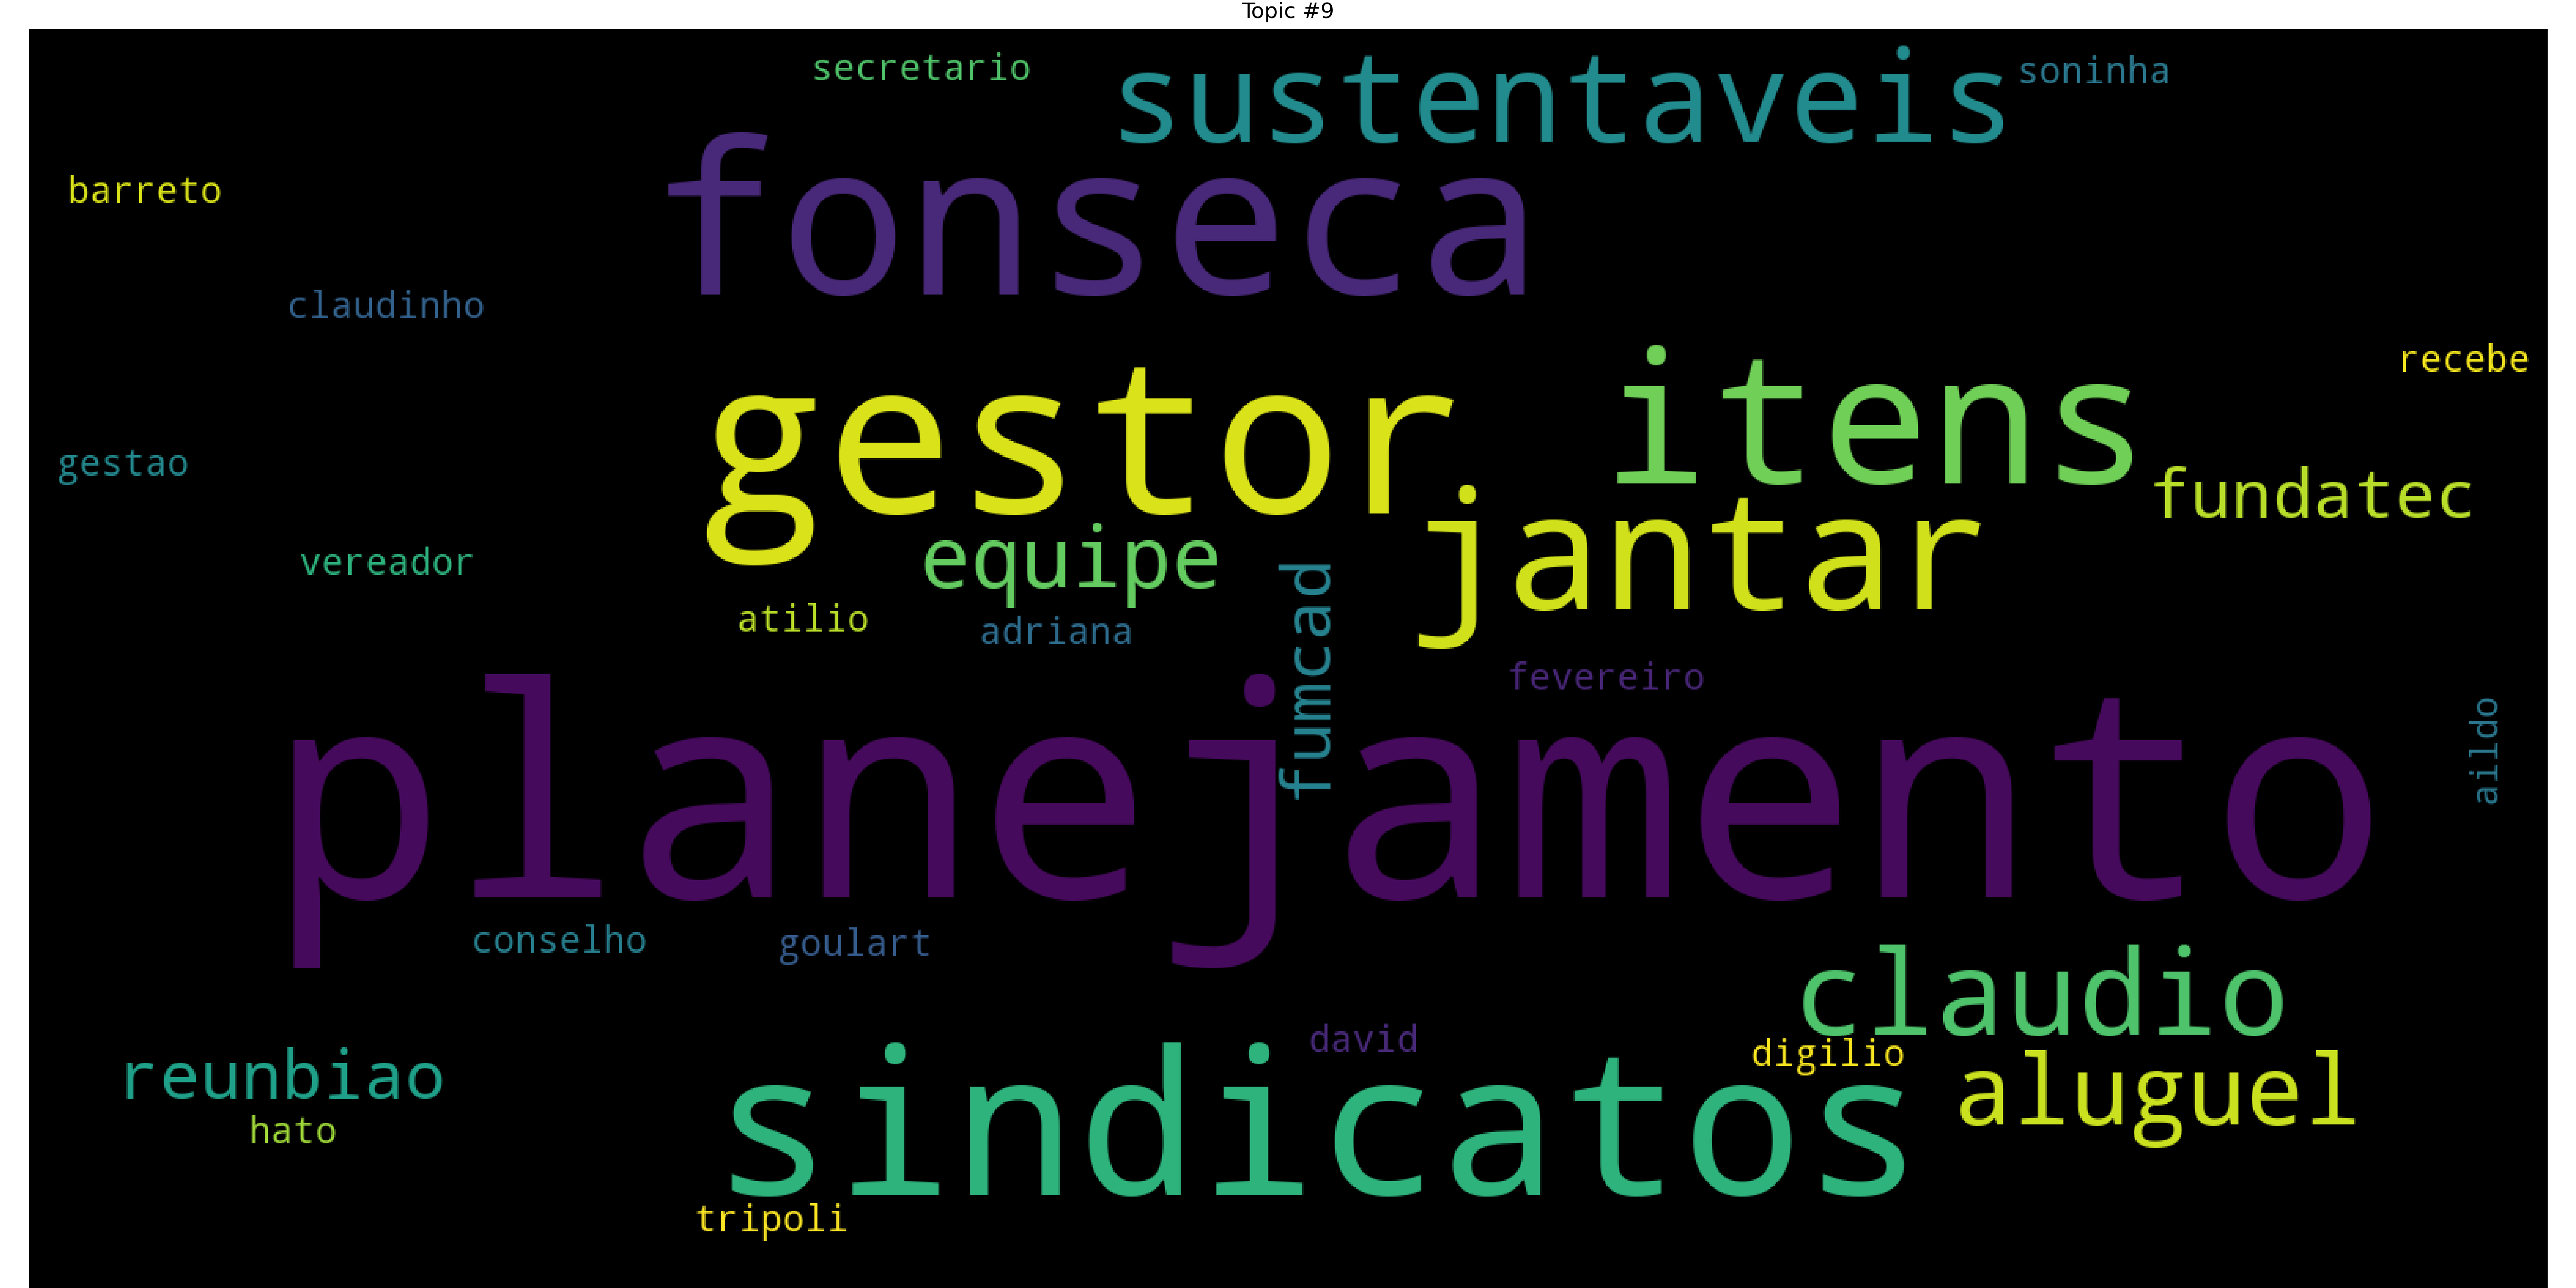 Topic #9
secretario
sustentaveis
soninha
fonseca
barreto
claudinho
recebe
gestor
itens
gestao
fundatec
jantar
equipe
vereador
atilio
adriana
fumcad
fevereiro
aildo
planejamento
conselho
goulart
claudio
david
digilio
reunbiao
aluguel
hato
sindicatos
tripoli